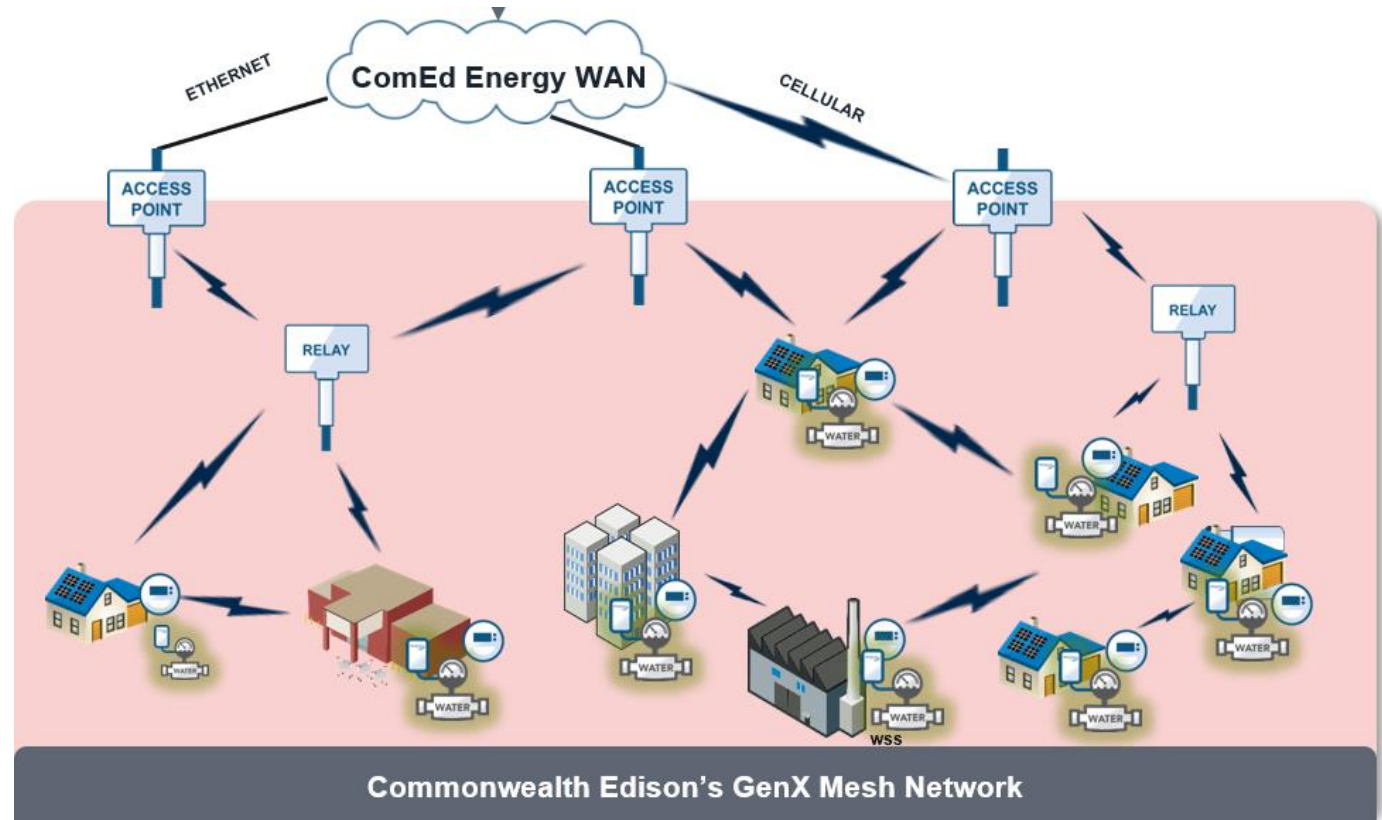 ComEd Energy WAN
ETHERNET
CELLULAR
ACCESS
POINT
ACCESS
POINT
ACCESS
POINT
RELAY
RELAY
WATER
WATER
WATER
WATER
WATER
WATER
WATER
WATER
WSS
Commonwealth Edison's GenX Mesh Network